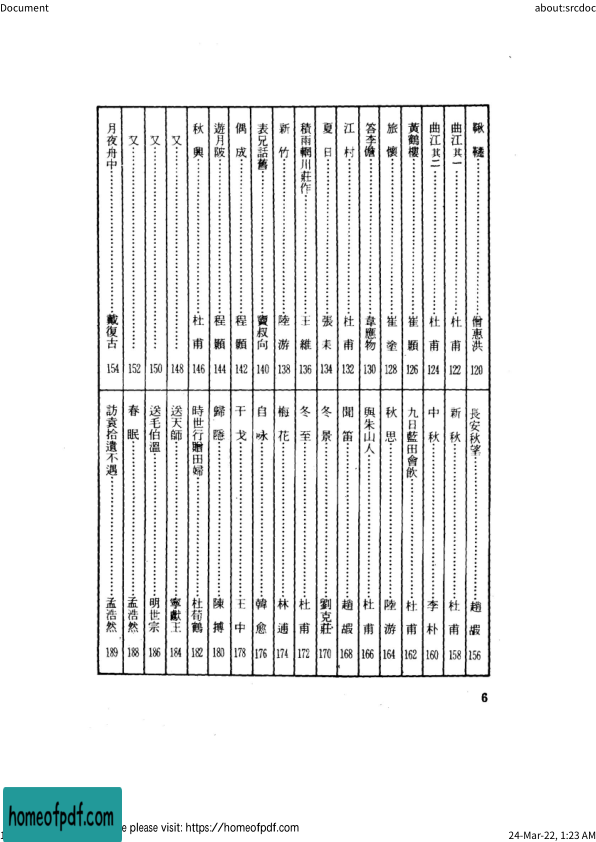 Document
about:srcdoc
鞦韆 僧惠洪 120
曲江其一 杜甫 122
曲江其二 杜甫 124
黃鶴樓 崔顥 126
旅懷 崔塗 128
答李儋 韋應物 130
江村 杜甫 132
夏日 張耒 134
積雨輞川莊作 王維 136
新竹 陸游 138
表兄話舊 竇叔向 140
偶成 程顥 142
遊月陂 程顥 144
秋興 杜甫 146
又 148
又 150
又 152
月夜舟中 戴復古 154
長安秋望 趙嘏 156
新秋 杜甫 158
中秋 李朴 160
九日藍田會飲 杜甫 162
秋思 陸游 164
與朱山人 杜甫 166
聞笛 趙嘏 168
冬景 劉克莊 170
冬至 杜甫 172
梅花 林逋 174
自咏 韓愈 176
干戈 王中 178
歸隱 陳摶 180
時世行贈田婦 杜荀鶴 182
送天師 寧獻王 184
送毛伯溫 明世宗 186
春眠 孟浩然 188
訪袁拾遺不遇 孟浩然 189
6
homeofpdf.com
e please visit: https://homeofpdf.com
24-Mar-22, 1:23 AM